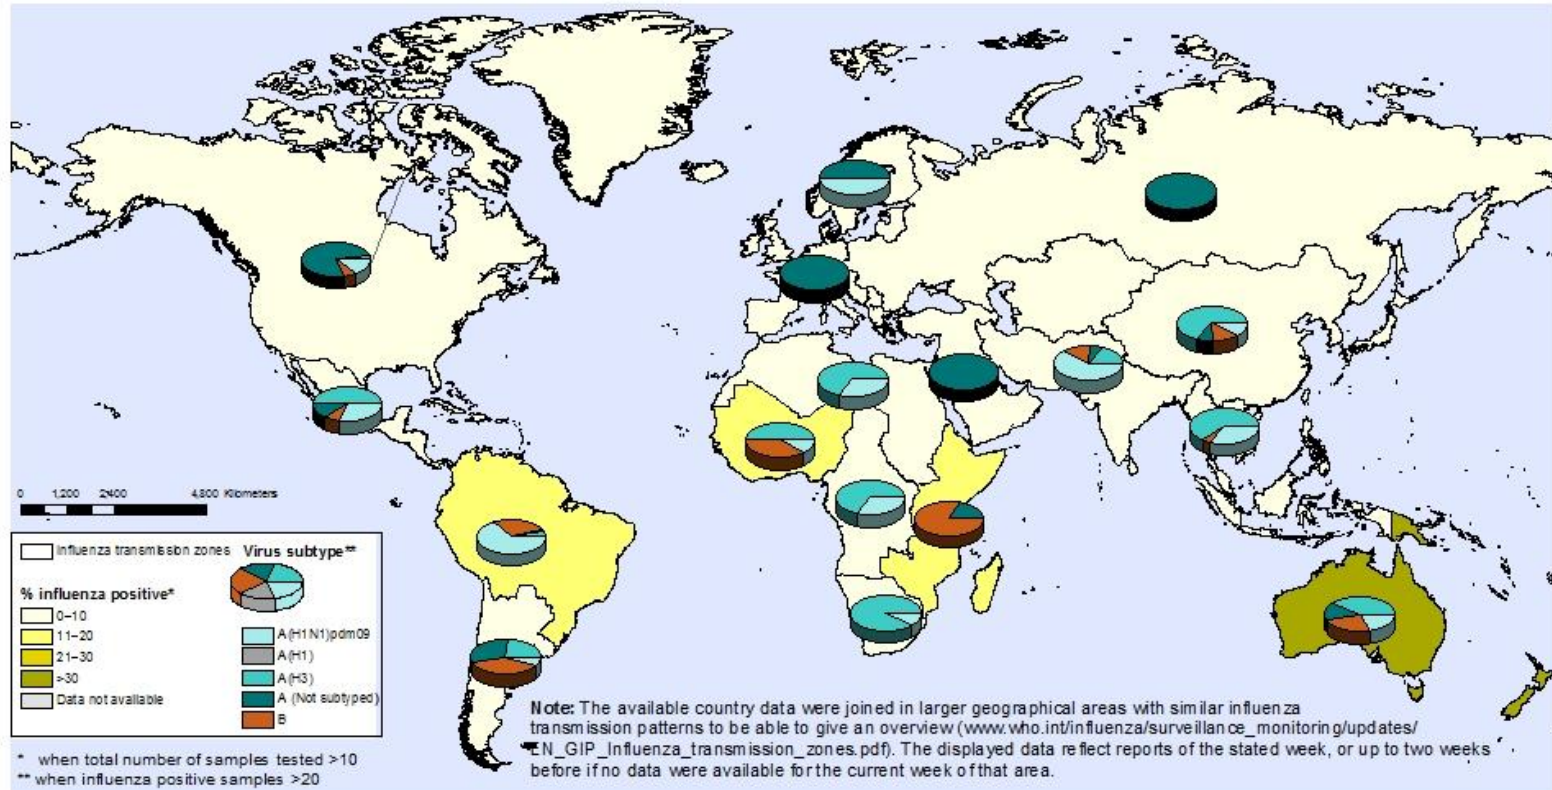 0 1,200 2,400 4,800 Kilometers
Influenza transmission zones
Virus subtype**
% influenza positive*
0–10
11–20
21–30
>30
Data not available
A(H1N1)pdm09
A(H1)
A(H3)
A (Not subtyped)
B
* when total number of samples tested >10
** when influenza positive samples >20
Note: The available country data were joined in larger geographical areas with similar influenza
transmission patterns to be able to give an overview (www.who.int/influenza/surveillance_monitoring/updates/
EN_GIP_Influenza_transmission_zones.pdf). The displayed data reflect reports of the stated week, or up to two weeks
before if no data were available for the current week of that area.